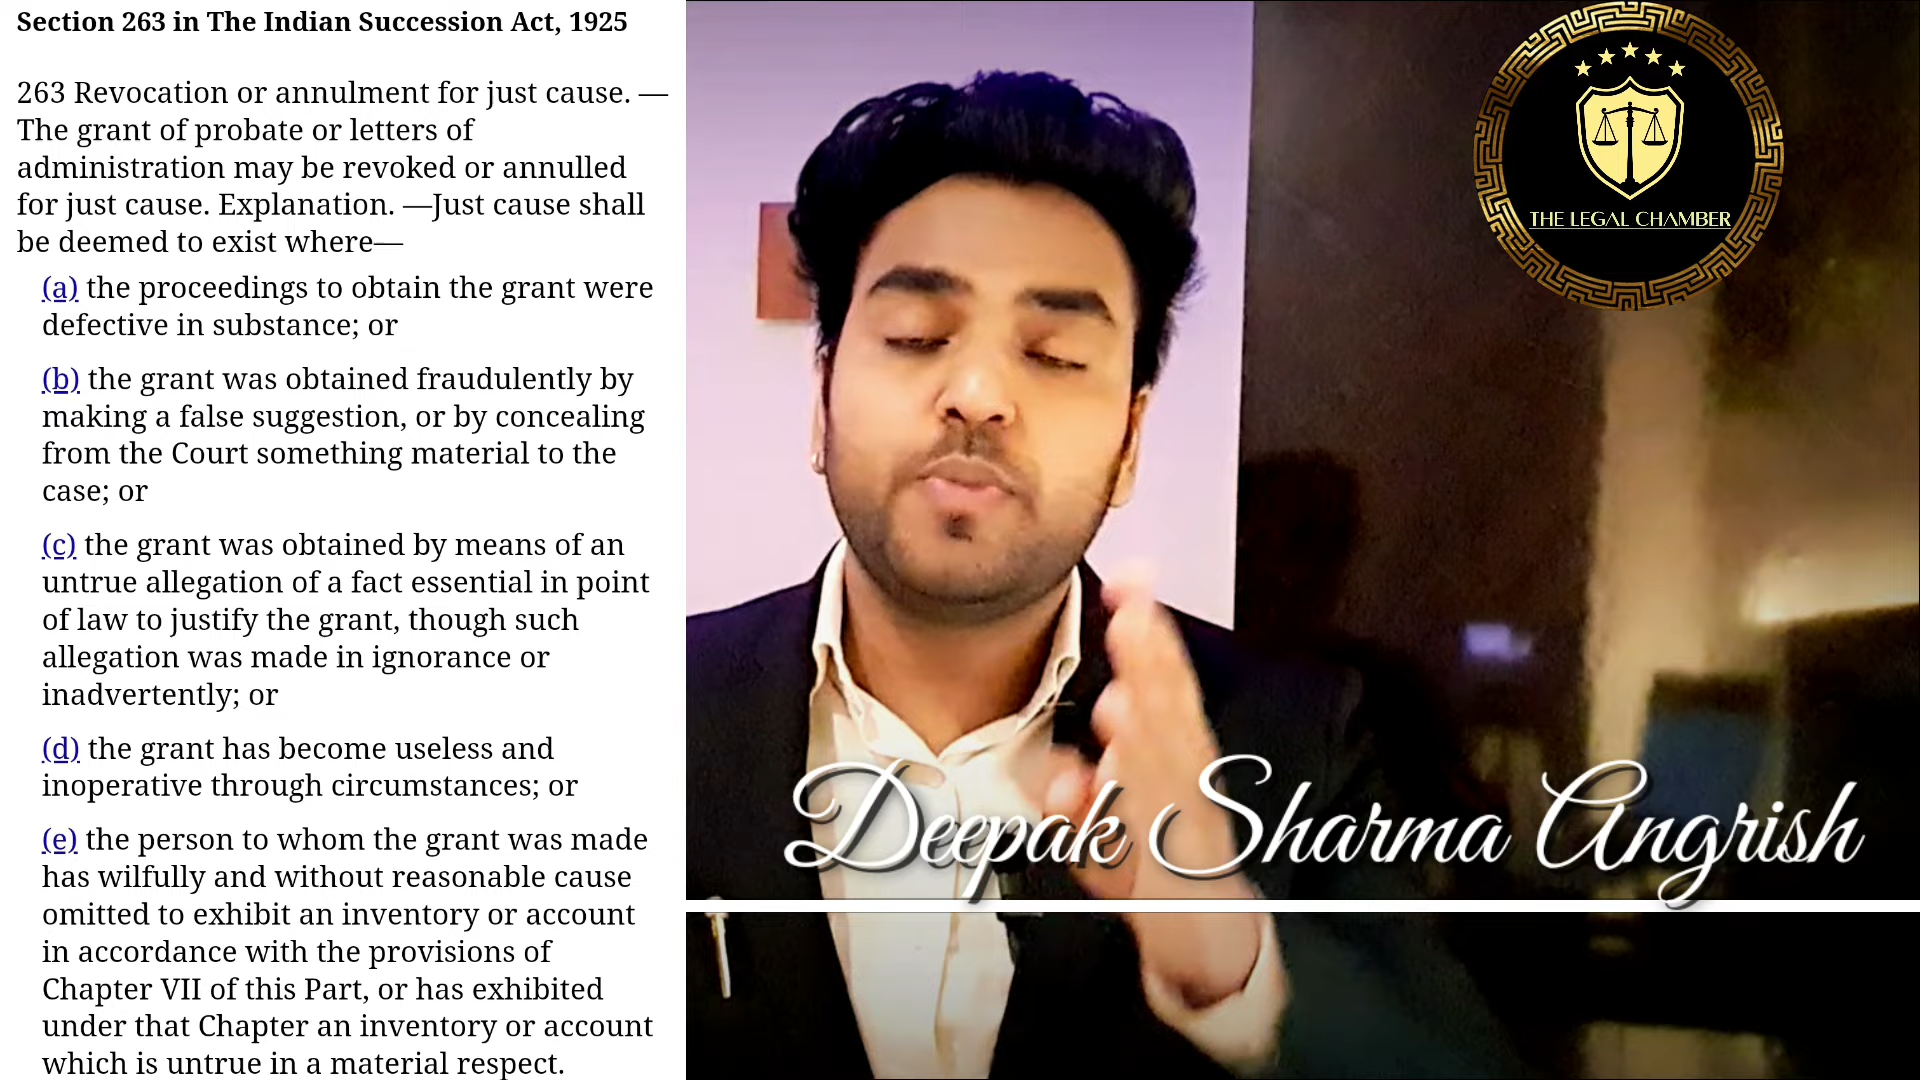 Section 263 in The Indian Succession Act, 1925
263 Revocation or annulment for just cause. —
The grant of probate or letters of
administration may be revoked or annulled
for just cause. Explanation. —Just cause shall
be deemed to exist where—
(a) the proceedings to obtain the grant were
defective in substance; or
(b) the grant was obtained fraudulently by
making a false suggestion, or by concealing
from the Court something material to the
case; or
(c) the grant was obtained by means of an
untrue allegation of a fact essential in point
of law to justify the grant, though such
allegation was made in ignorance or
inadvertently; or
(d) the grant has become useless and
inoperative through circumstances; or
(e) the person to whom the grant was made
has wilfully and without reasonable cause
omitted to exhibit an inventory or account
in accordance with the provisions of
Chapter VII of this Part, or has exhibited
under that Chapter an inventory or account
which is untrue in a material respect.
THE LEGAL CHAMBER
Deepak Sharma Angrish